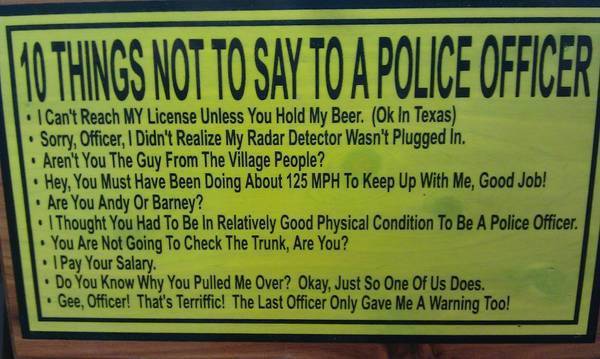 10 THINGS NOT TO SAY TO A POLICE OFFICER
• I Can't Reach MY License Unless You Hold My Beer. (Ok In Texas)
• Sorry, Officer, I Didn't Realize My Radar Detector Wasn't Plugged In.
• Aren't You The Guy From The Village People?
• Hey, You Must Have Been Doing About 125 MPH To Keep Up With Me, Good Job!
• Are You Andy Or Barney?
• I Thought You Had To Be In Relatively Good Physical Condition To Be A Police Officer.
• You Are Not Going To Check The Trunk, Are You?
• I Pay Your Salary.
• Do You Know Why You Pulled Me Over? Okay, Just So One Of Us Does.
• Gee, Officer! That's Terriffic! The Last Officer Only Gave Me A Warning Too!